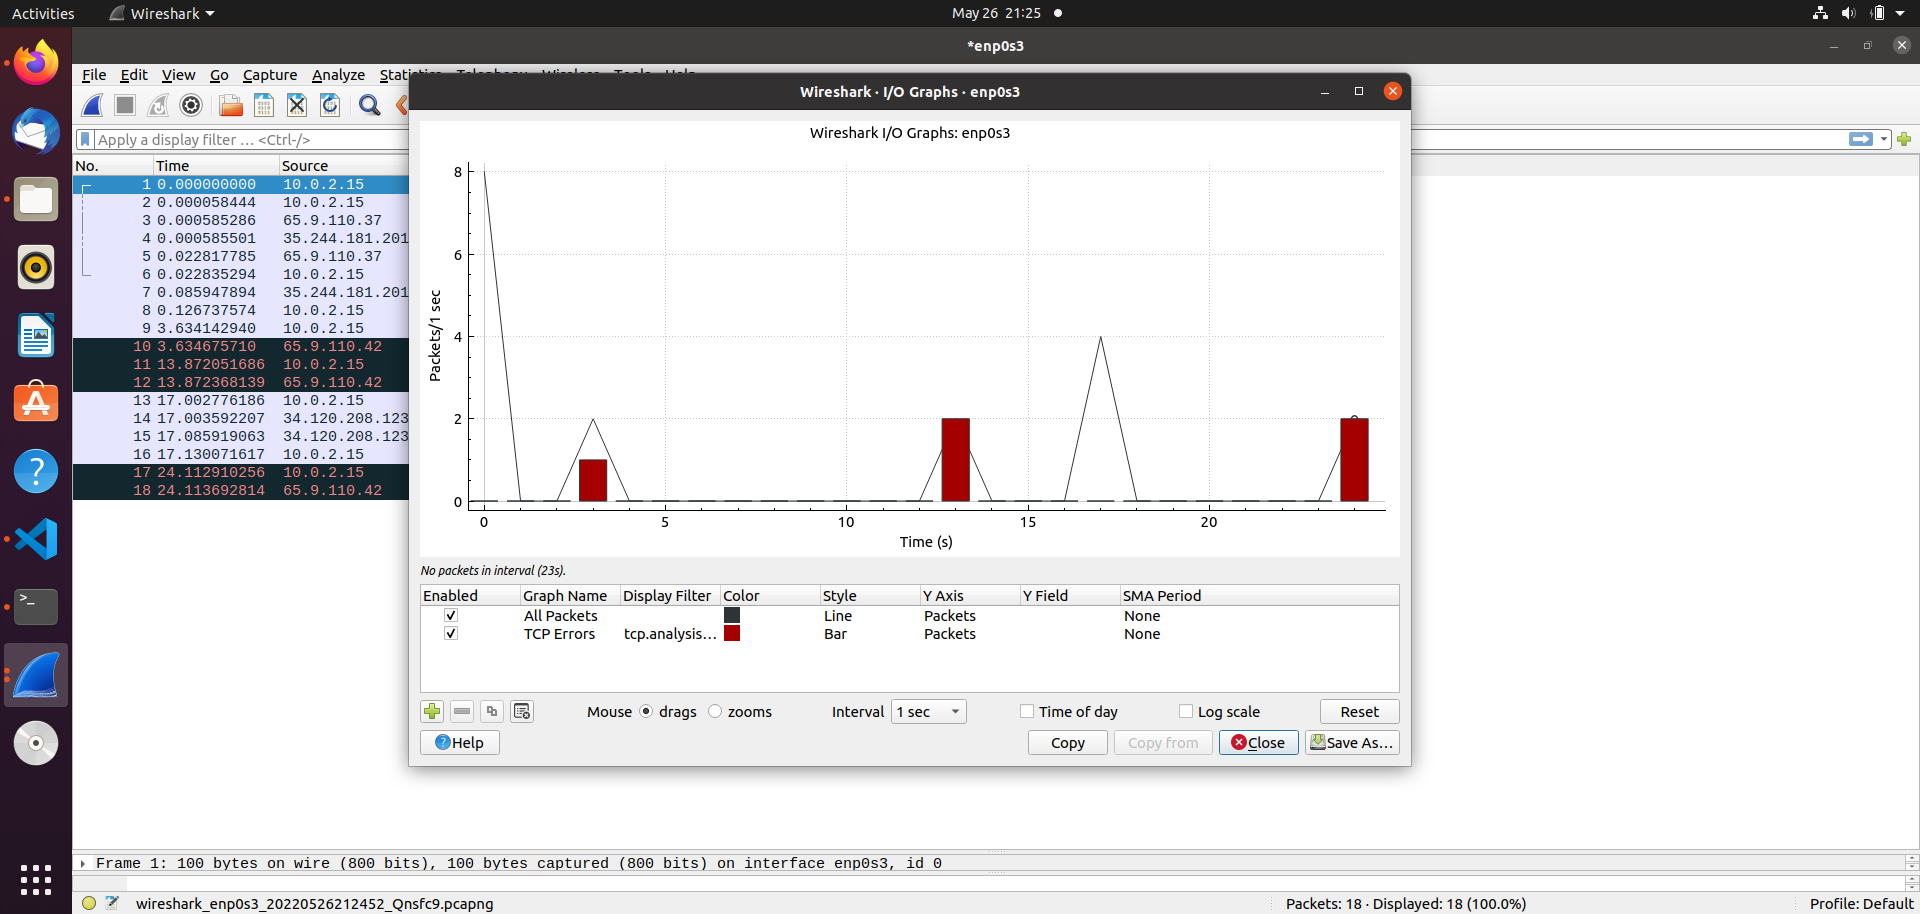 Activities Wireshark May 26 21:25
*enp0s3
File Edit View Go Capture Analyze Statistics Telephony Wireless Tools Help
Wireshark · I/O Graphs · enp0s3
Apply a display filter … <Ctrl-/>
No. Time Source
1 0.000000000 10.0.2.15
2 0.000058444 10.0.2.15
3 0.000585286 65.9.110.37
4 0.000585501 35.244.181.201
5 0.022817785 65.9.110.37
6 0.022835294 10.0.2.15
7 0.085947894 35.244.181.201
8 0.126737574 10.0.2.15
9 3.634142940 10.0.2.15
10 3.634675710 65.9.110.42
11 13.872051686 10.0.2.15
12 13.872368139 65.9.110.42
13 17.002776186 10.0.2.15
14 17.003592207 34.120.208.123
15 17.085919063 34.120.208.123
16 17.130071617 10.0.2.15
17 24.112910256 10.0.2.15
18 24.113692814 65.9.110.42
Wireshark I/O Graphs: enp0s3
Packets/1 sec
8
6
4
2
0
0 5 10 15 20
Time (s)
No packets in interval (23s).
Enabled Graph Name Display Filter Color Style Y Axis Y Field SMA Period
All Packets Line Packets None
TCP Errors tcp.analysis… Bar Packets None
Mouse drags zooms Interval 1 sec Time of day Log scale Reset
Help Copy Copy from Close Save As…
Frame 1: 100 bytes on wire (800 bits), 100 bytes captured (800 bits) on interface enp0s3, id 0
wireshark_enp0s3_20220526212452_Qnsfc9.pcapng Packets: 18 · Displayed: 18 (100.0%) Profile: Default